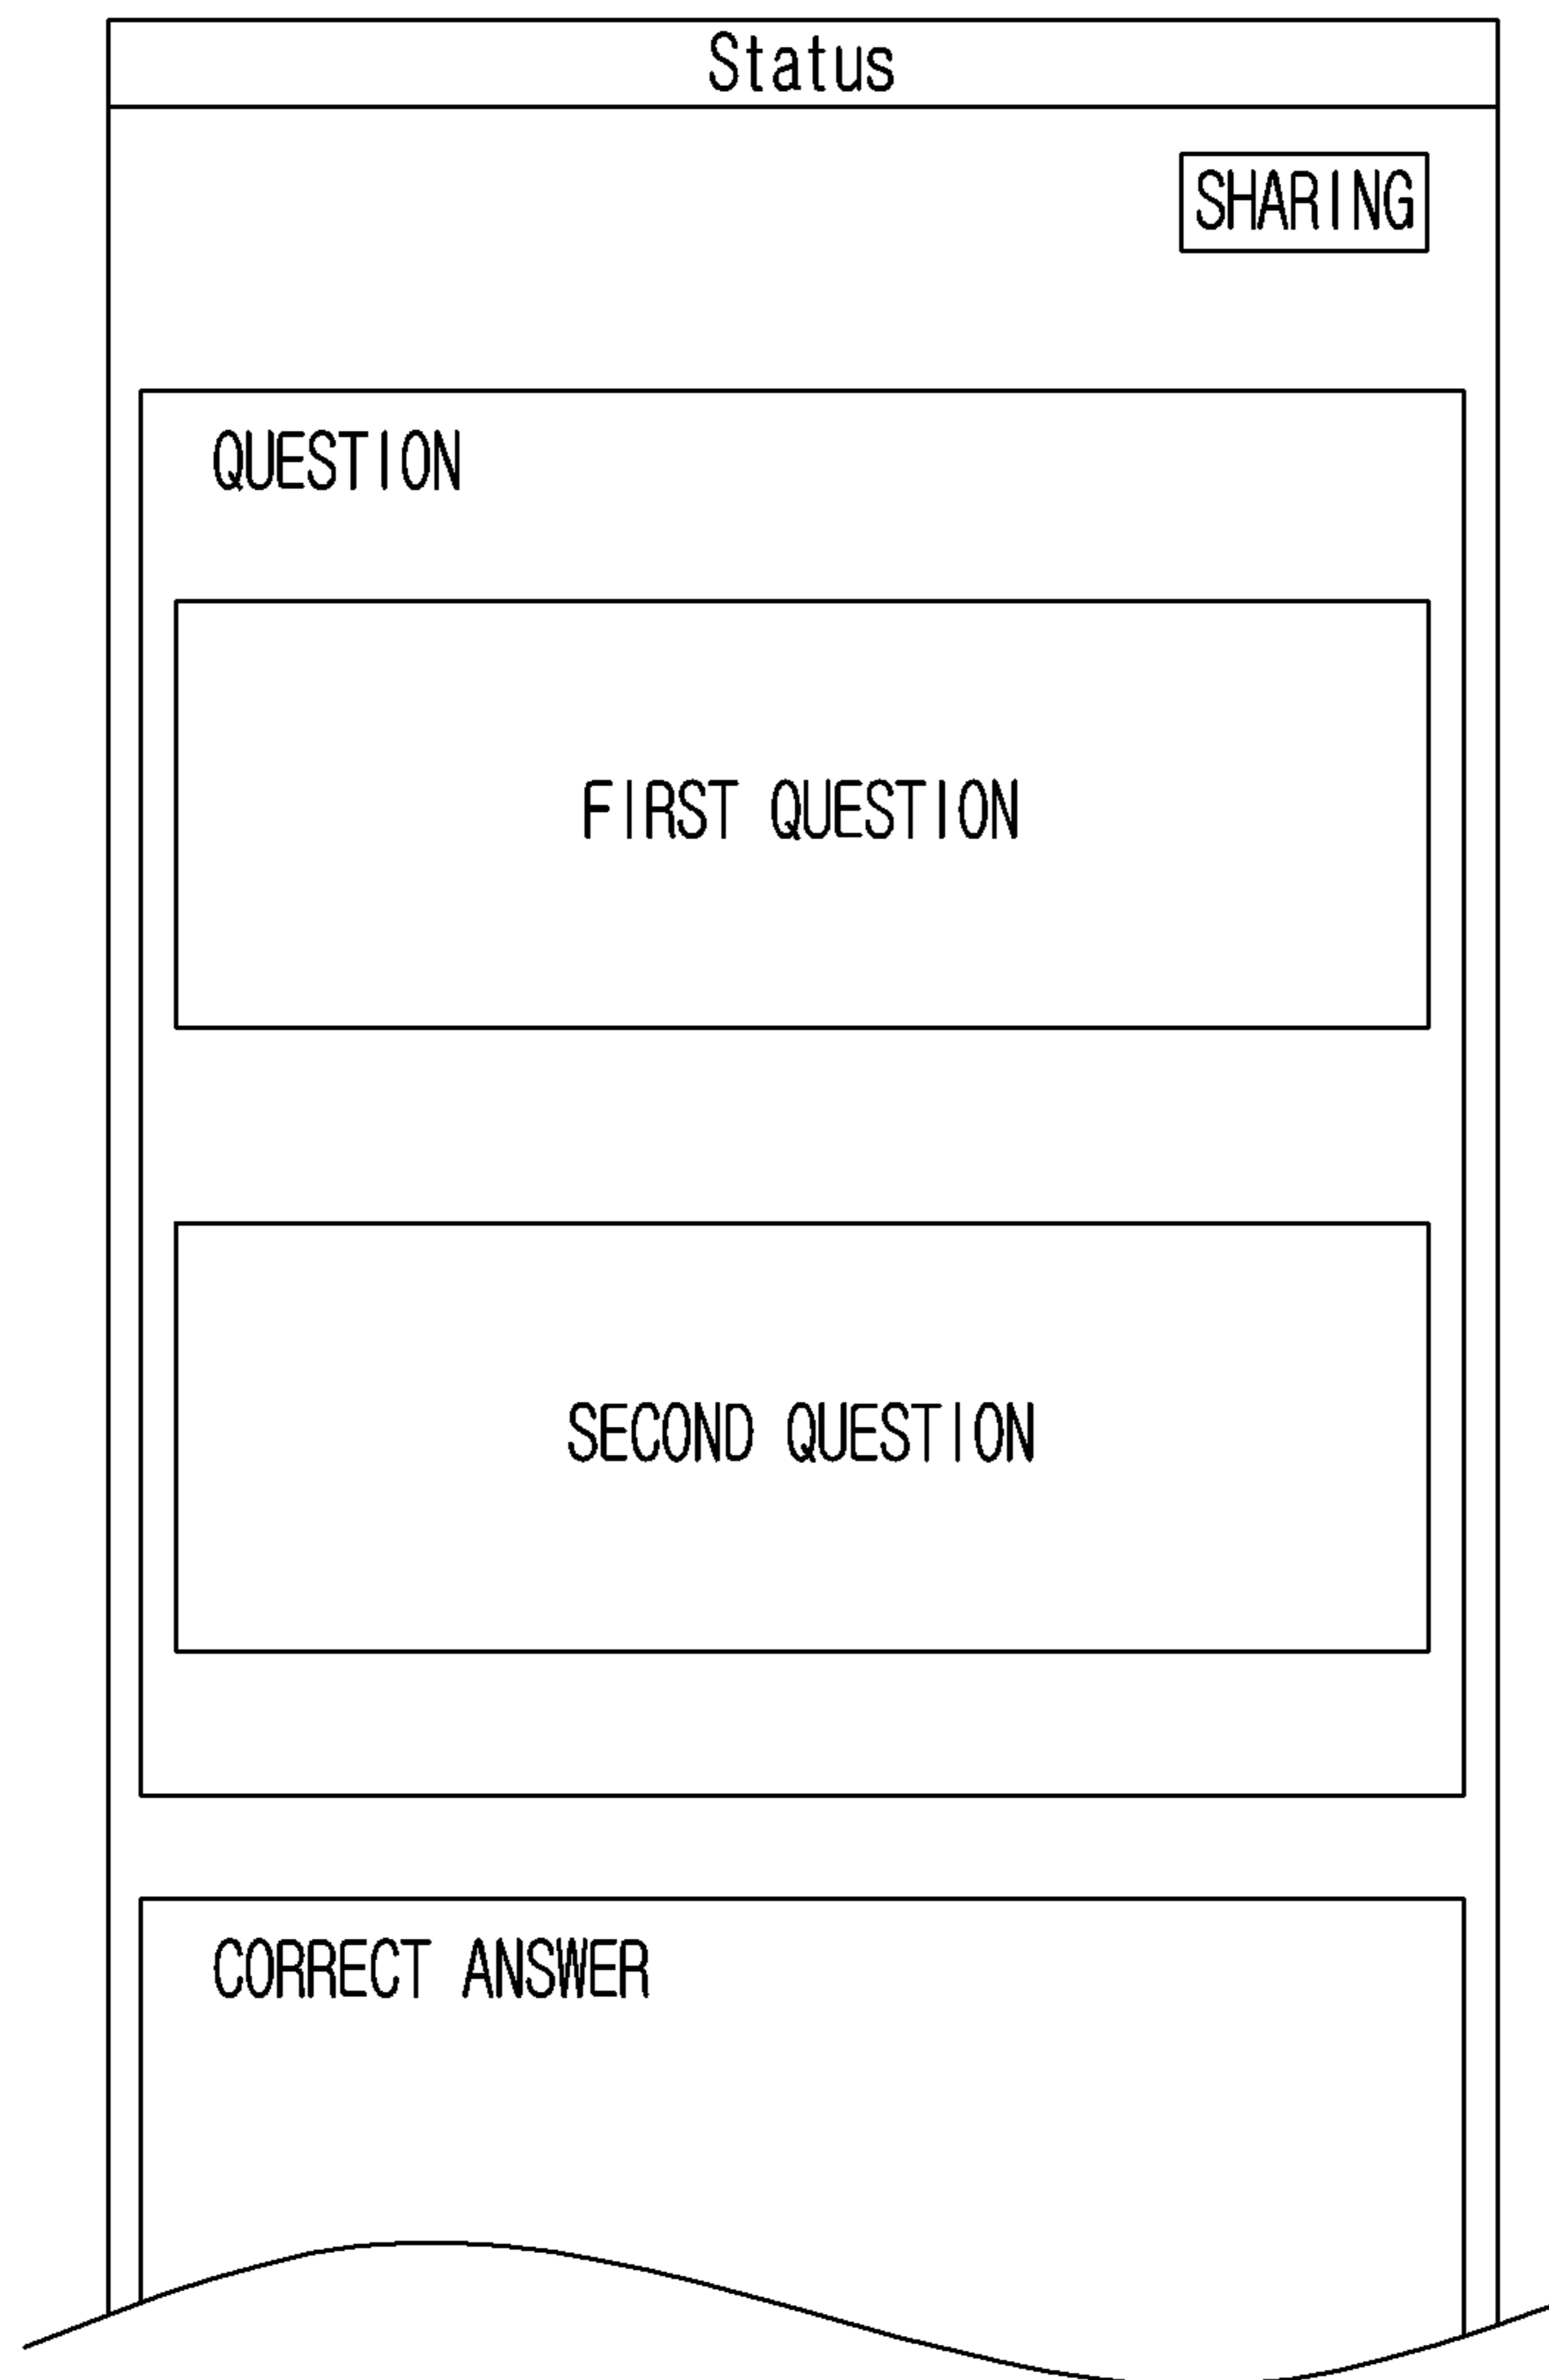 Status
SHARING
QUESTION
FIRST QUESTION
SECOND QUESTION
CORRECT ANSWER